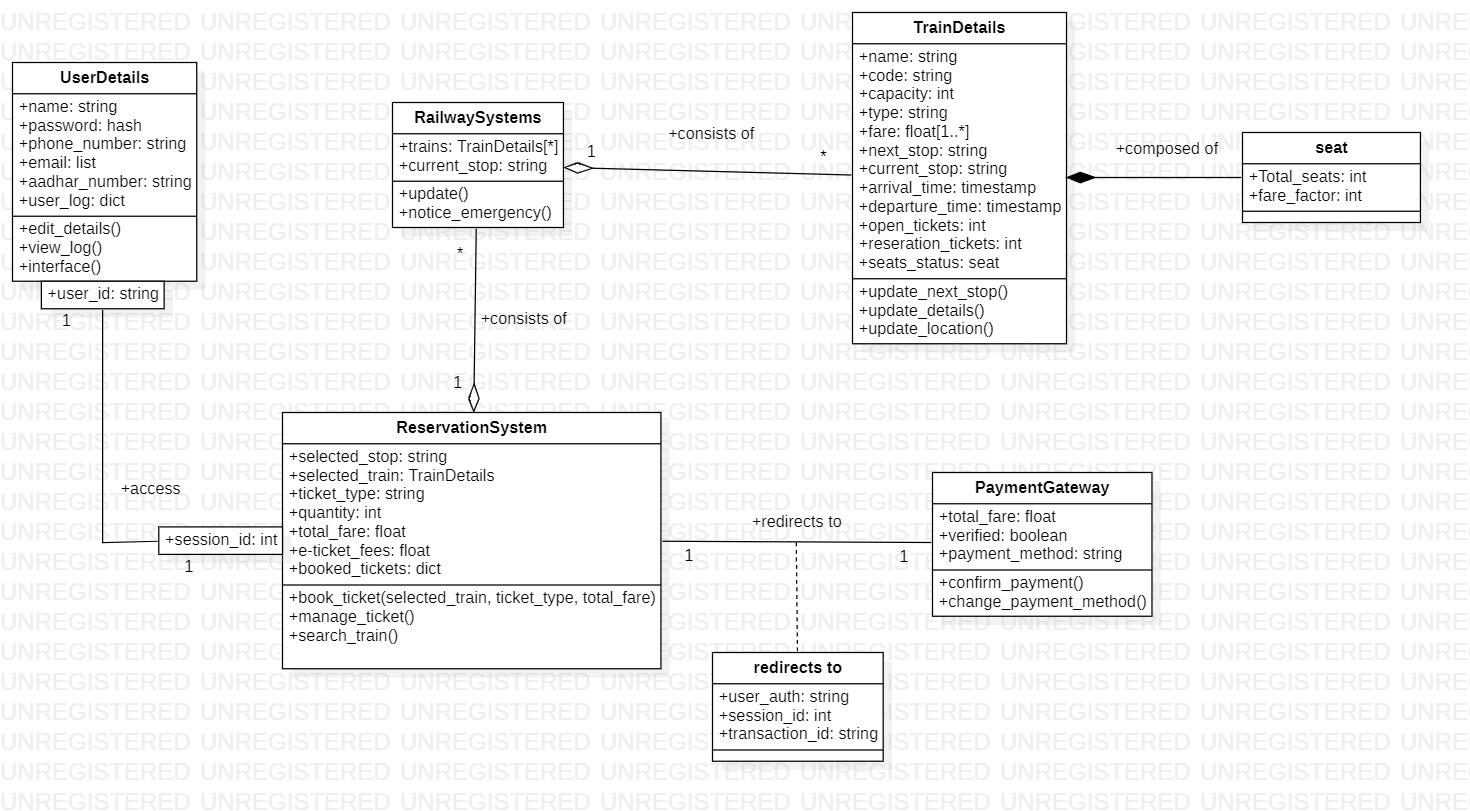 UserDetails
+name: string
+password: hash
+phone_number: string
+email: list
+aadhar_number: string
+user_log: dict
+edit_details()
+view_log()
+interface()
+user_id: string
1
+access
+session_id: int
1
RailwaySystems
+trains: TrainDetails[*]
+current_stop: string
+update()
+notice_emergency()
1
+consists of
*
*
+consists of
1
TrainDetails
+name: string
+code: string
+capacity: int
+type: string
+fare: float[1..*]
+next_stop: string
+current_stop: string
+arrival_time: timestamp
+departure_time: timestamp
+open_tickets: int
+reseration_tickets: int
+seats_status: seat
+update_next_stop()
+update_details()
+update_location()
+composed of
seat
+Total_seats: int
+fare_factor: int
ReservationSystem
+selected_stop: string
+selected_train: TrainDetails
+ticket_type: string
+quantity: int
+total_fare: float
+e-ticket_fees: float
+booked_tickets: dict
+book_ticket(selected_train, ticket_type, total_fare)
+manage_ticket()
+search_train()
+redirects to
1
1
PaymentGateway
+total_fare: float
+verified: boolean
+payment_method: string
+confirm_payment()
+change_payment_method()
redirects to
+user_auth: string
+session_id: int
+transaction_id: string
UNREGISTERED